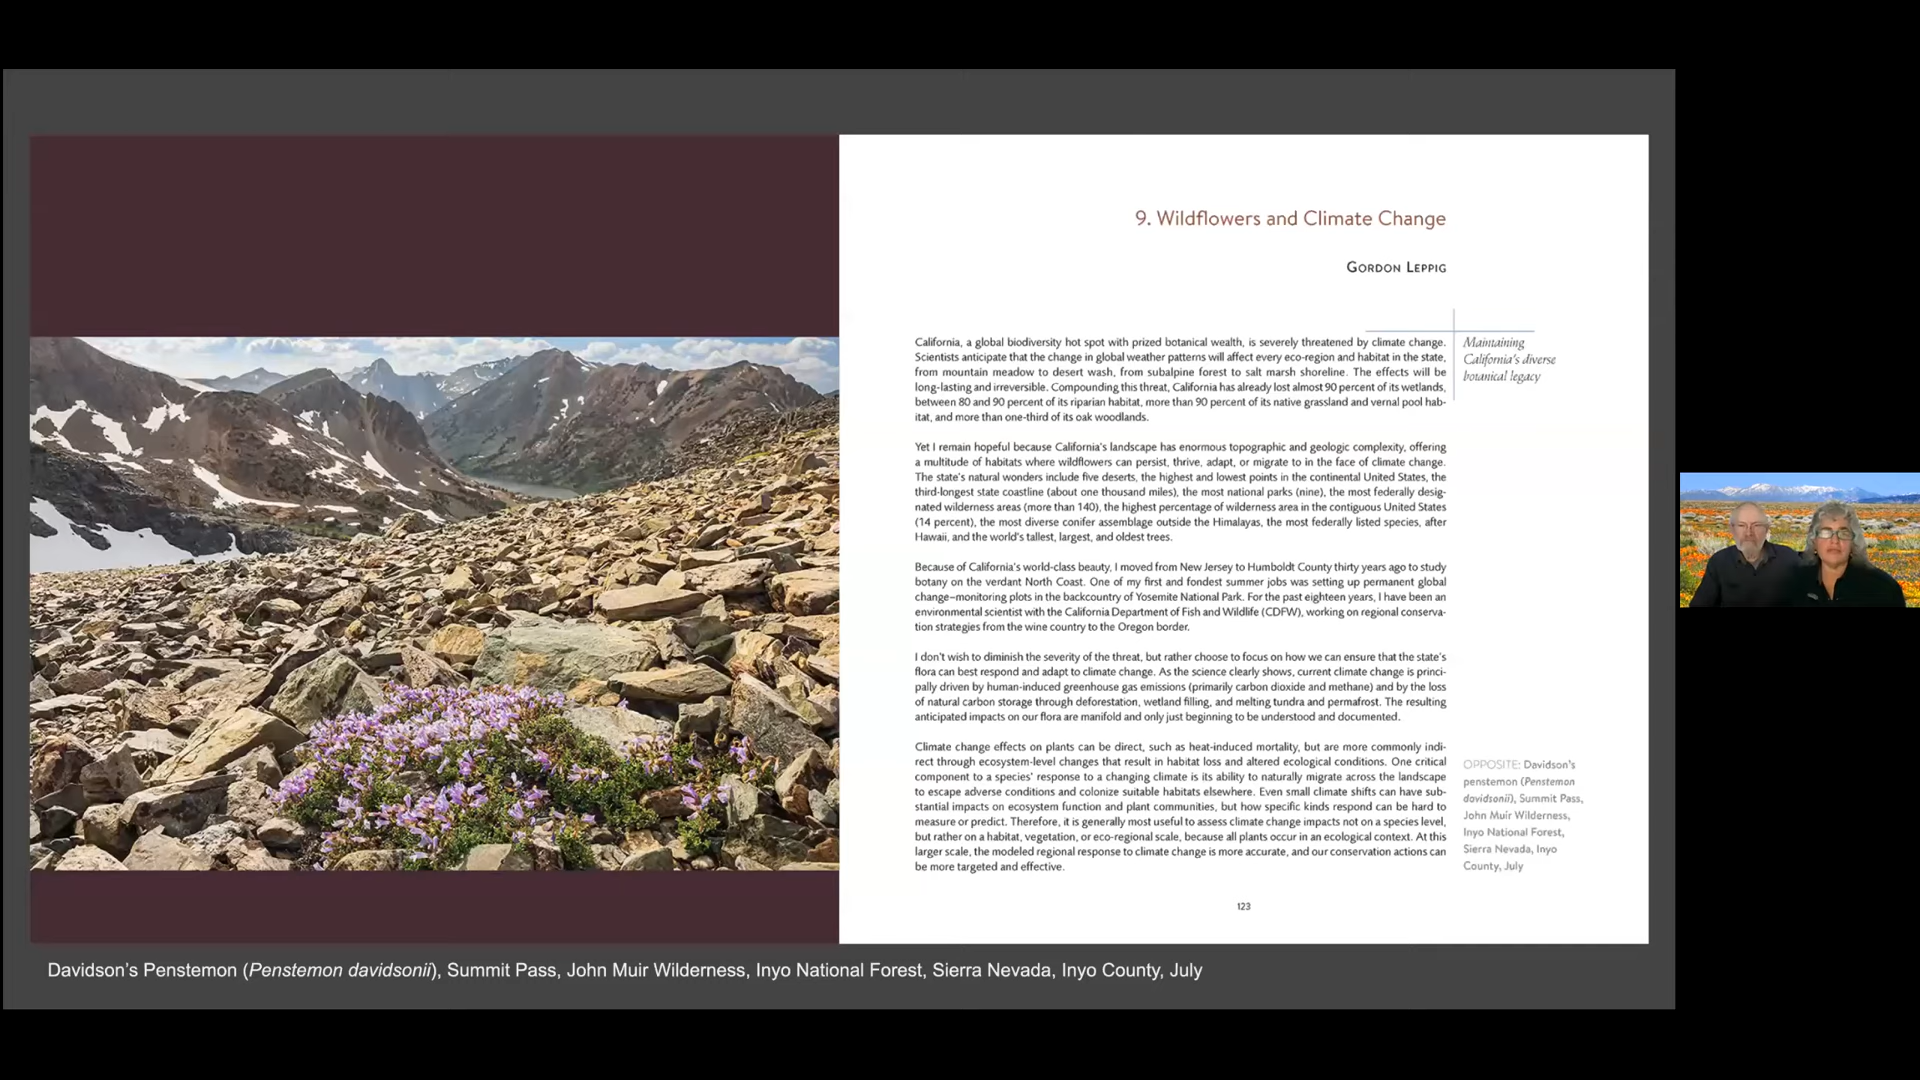 9. Wildflowers and Climate Change
GORDON LEPPIG
California, a global biodiversity hot spot with prized botanical wealth, is severely threatened by climate change.
Scientists anticipate that the change in global weather patterns will affect every eco-region and habitat in the state,
from mountain meadow to desert wash, from subalpine forest to salt marsh shoreline. The effects will be
long-lasting and irreversible. Compounding this threat, California has already lost almost 90 percent of its wetlands,
between 80 and 90 percent of its riparian habitat, more than 90 percent of its native grassland and vernal pool hab-
itat, and more than one-third of its oak woodlands.
Maintaining
California's diverse
botanical legacy
Yet I remain hopeful because California's landscape has enormous topographic and geologic complexity, offering
a multitude of habitats where wildflowers can persist, thrive, adapt, or migrate to in the face of climate change.
The state's natural wonders include five deserts, the highest and lowest points in the continental United States, the
third-longest state coastline (about one thousand miles), the most national parks (nine), the most federally desig-
nated wilderness areas (more than 140), the highest percentage of wilderness area in the contiguous United States
(14 percent), the most diverse conifer assemblage outside the Himalayas, the most federally listed species, after
Hawaii, and the world's tallest, largest, and oldest trees.
Because of California's world-class beauty, I moved from New Jersey to Humboldt County thirty years ago to study
botany on the verdant North Coast. One of my first and fondest summer jobs was setting up permanent global
change–monitoring plots in the backcountry of Yosemite National Park. For the past eighteen years, I have been an
environmental scientist with the California Department of Fish and Wildlife (CDFW), working on regional conserva-
tion strategies from the wine country to the Oregon border.
I don't wish to diminish the severity of the threat, but rather choose to focus on how we can ensure that the state's
flora can best respond and adapt to climate change. As the science clearly shows, current climate change is princi-
pally driven by human-induced greenhouse gas emissions (primarily carbon dioxide and methane) and by the loss
of natural carbon storage through deforestation, wetland filling, and melting tundra and permafrost. The resulting
anticipated impacts on our flora are manifold and only just beginning to be understood and documented.
Climate change effects on plants can be direct, such as heat-induced mortality, but are more commonly indi-
rect through ecosystem-level changes that result in habitat loss and altered ecological conditions. One critical
component to a species' response to a changing climate is its ability to naturally migrate across the landscape
to escape adverse conditions and colonize suitable habitats elsewhere. Even small climate shifts can have sub-
stantial impacts on ecosystem function and plant communities, but how specific kinds respond can be hard to
measure or predict. Therefore, it is generally most useful to assess climate change impacts not on a species level,
but rather on a habitat, vegetation, or eco-regional scale, because all plants occur in an ecological context. At this
larger scale, the modeled regional response to climate change is more accurate, and our conservation actions can
be more targeted and effective.
OPPOSITE: Davidson's
penstemon (Penstemon
davidsonii), Summit Pass,
John Muir Wilderness,
Inyo National Forest,
Sierra Nevada, Inyo
County, July
123
Davidson's Penstemon (Penstemon davidsonii), Summit Pass, John Muir Wilderness, Inyo National Forest, Sierra Nevada, Inyo County, July